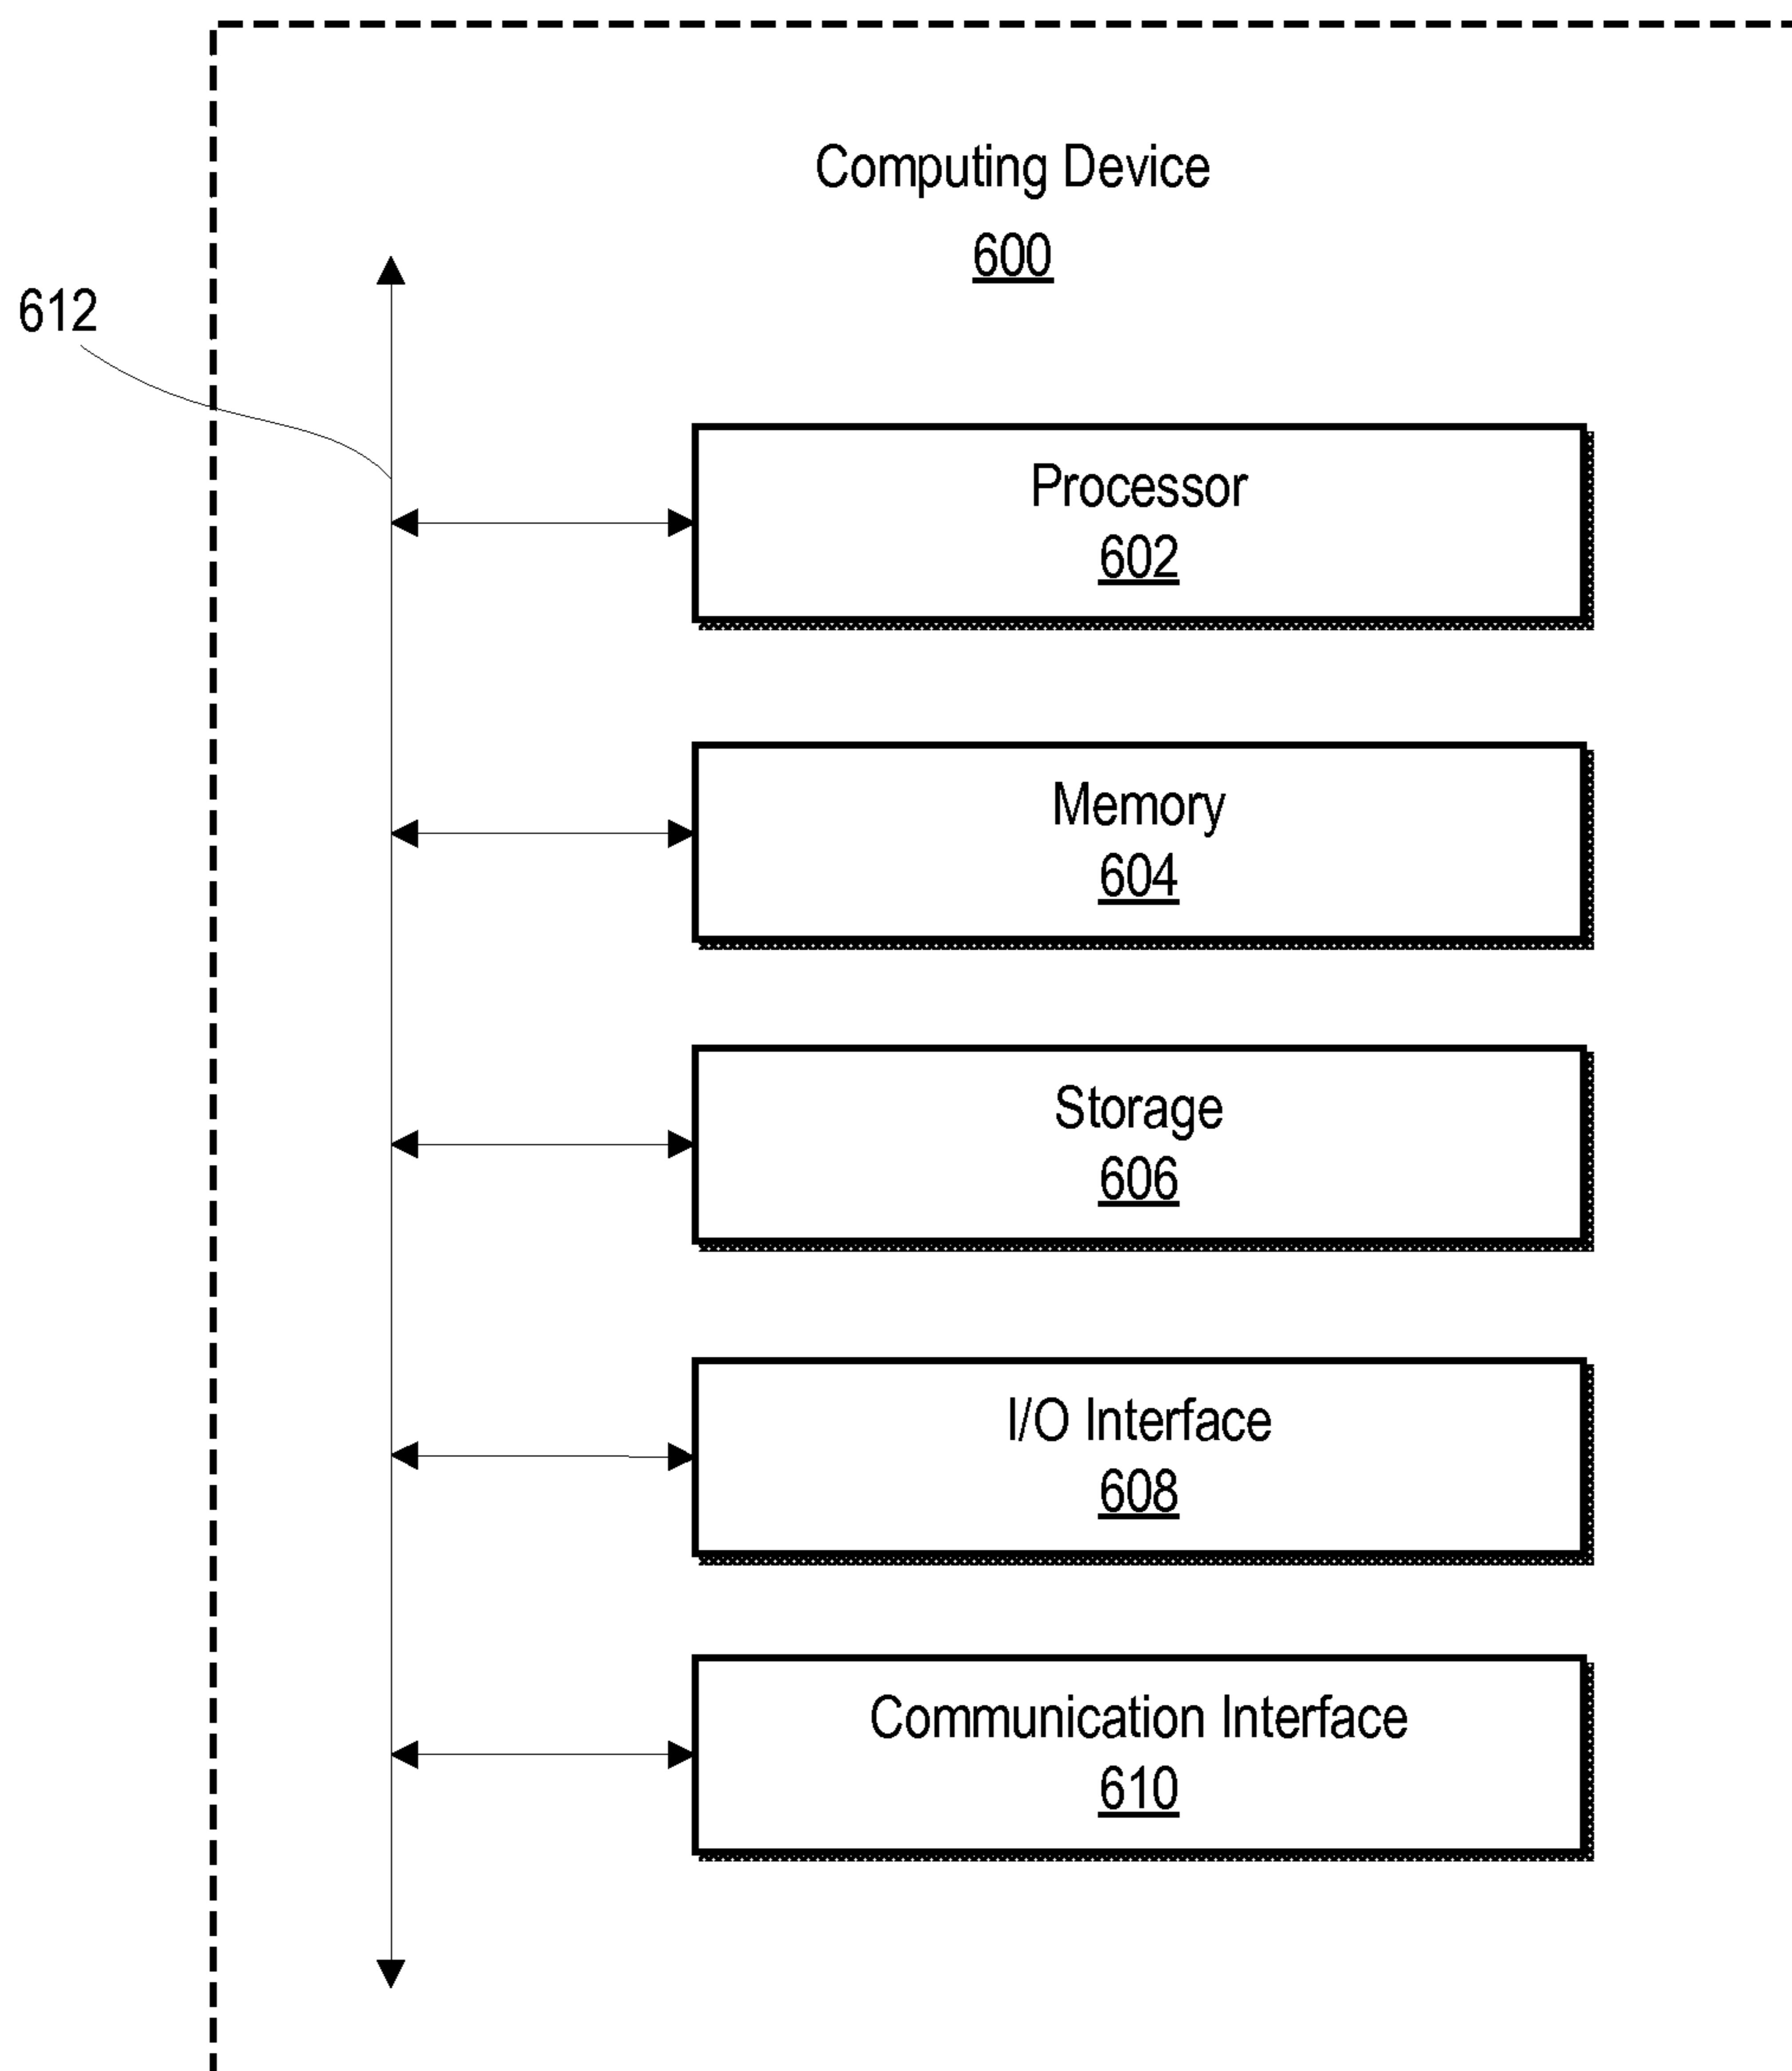 Computing Device
600
612
Processor
602
Memory
604
Storage
606
I/O Interface
608
Communication Interface
610